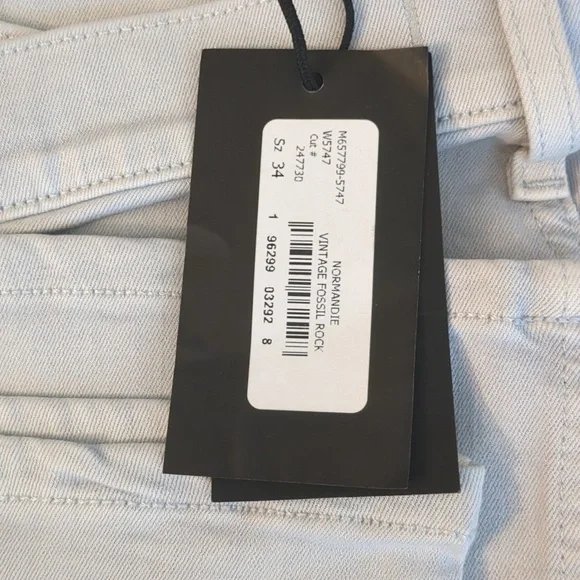 M657799-5747
W5747
Cut #
247730
Sz 34
NORMANDIE
VINTAGE FOSSIL ROCK
1 96299 03292 8